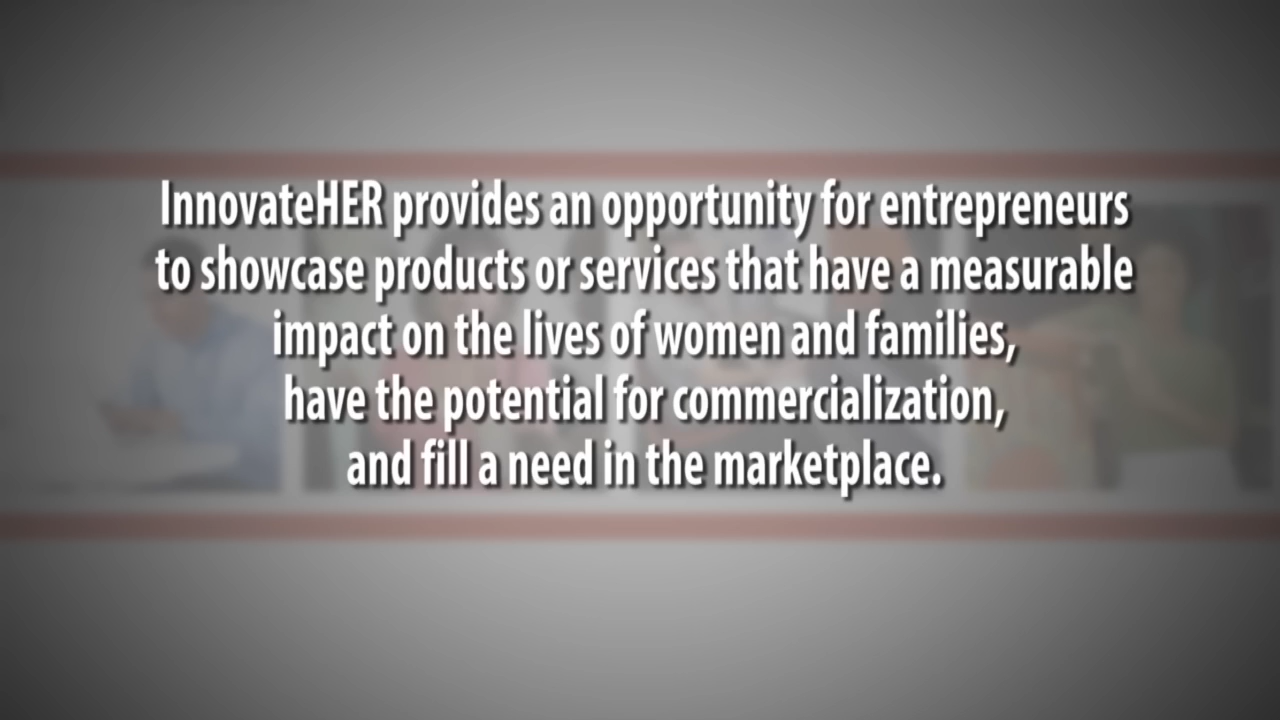 InnovateHER provides an opportunity for entrepreneurs
to showcase products or services that have a measurable
impact on the lives of women and families,
have the potential for commercialization,
and fill a need in the marketplace.